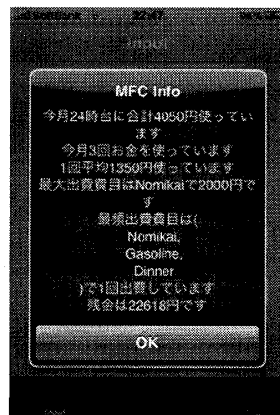 22:47
Input
MFC Info
今月24時台に合計4050円使ってい
ます
今月3回お金を使っています
1回平均1350円使っています
最大出費費目はNomikaiで2000円で
す
最頻出費費目は(
Nomikai,
Gasoline,
Dinner
)で1回出費しています
残金は22618円です
OK